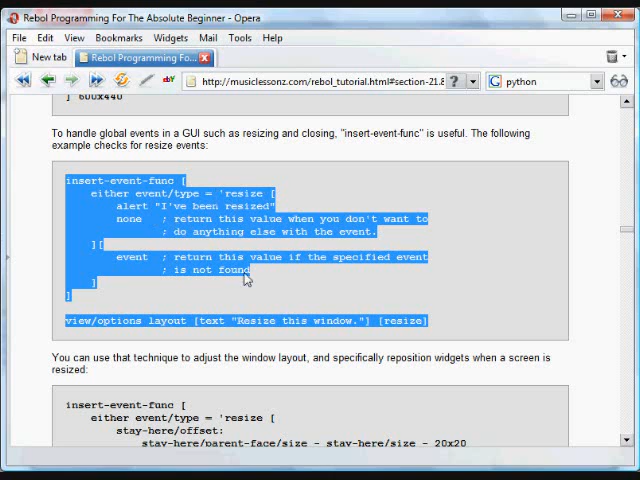 Rebol Programming For The Absolute Beginner - Opera
File Edit View Bookmarks Widgets Mail Tools Help
New tab Rebol Programming Fo...
http://musiclessonz.com/rebol_tutorial.html#section-21.8 ? python
] 600x440
To handle global events in a GUI such as resizing and closing, "insert-event-func" is useful. The following
example checks for resize events:
insert-event-func [
either event/type = 'resize [
alert "I've been resized"
none ; return this value when you don't want to
; do anything else with the event.
][
event ; return this value if the specified event
; is not found
]
]
view/options layout [text "Resize this window."] [resize]
You can use that technique to adjust the window layout, and specifically reposition widgets when a screen is
resized:
insert-event-func [
either event/type = 'resize [
stay-here/offset:
stay-here/parent-face/size - stay-here/size - 20x20